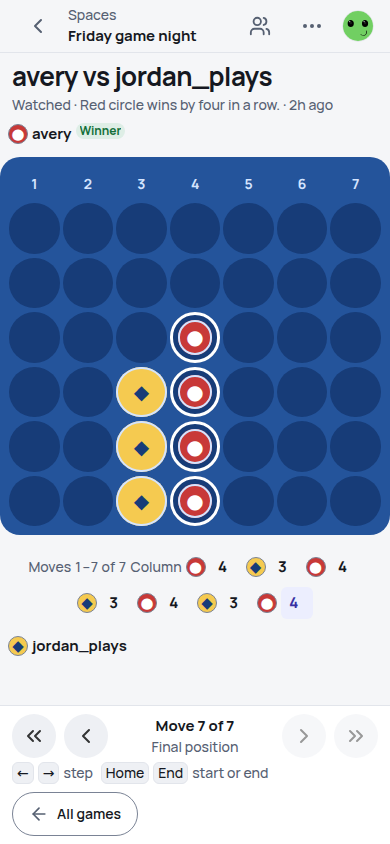 Spaces
Friday game night
avery vs jordan_plays
Watched · Red circle wins by four in a row. · 2h ago
avery Winner
1 2 3 4 5 6 7
Moves 1–7 of 7 Column 4 3 4
3 4 3 4
jordan_plays
Move 7 of 7
Final position
← → step Home End start or end
All games